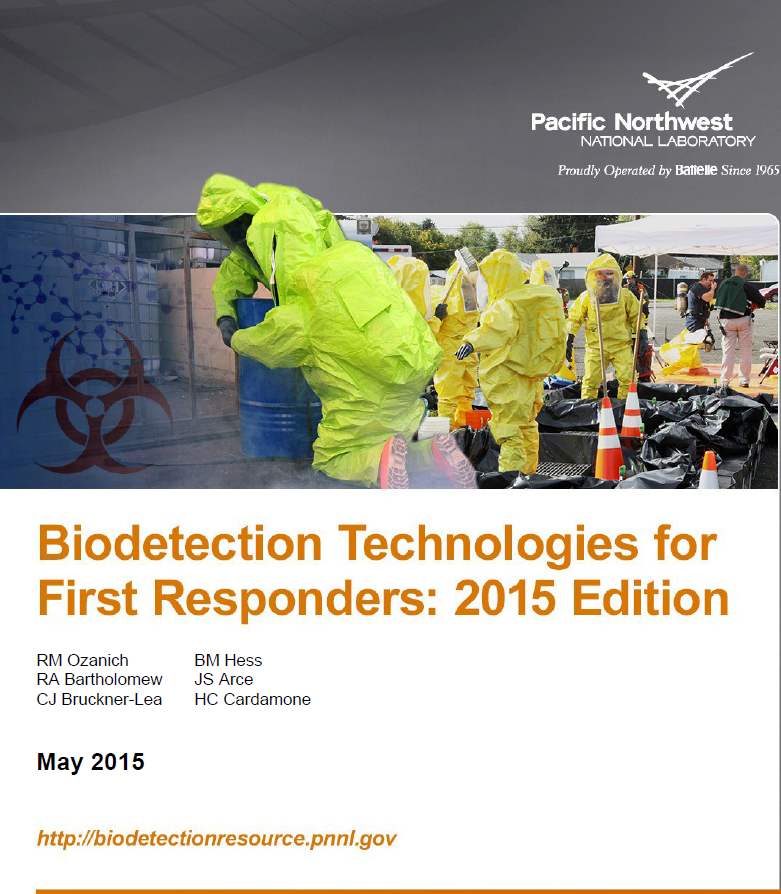 Pacific Northwest
NATIONAL LABORATORY
Proudly Operated by Battelle Since 1965
Biodetection Technologies for
First Responders: 2015 Edition
RM Ozanich
RA Bartholomew
CJ Bruckner-Lea
BM Hess
JS Arce
HC Cardamone
May 2015
http://biodetectionresource.pnnl.gov